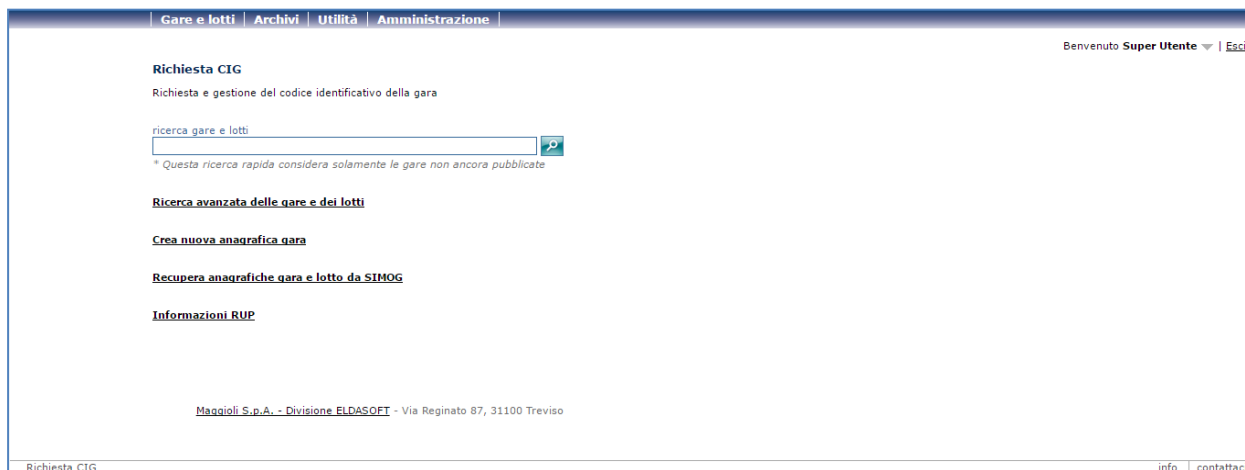 Gare e lotti | Archivi | Utilità | Amministrazione |
Benvenuto Super Utente | Esci
Richiesta CIG
Richiesta e gestione del codice identificativo della gara
ricerca gare e lotti
* Questa ricerca rapida considera solamente le gare non ancora pubblicate
Ricerca avanzata delle gare e dei lotti
Crea nuova anagrafica gara
Recupera anagrafiche gara e lotto da SIMOG
Informazioni RUP
Maggioli S.p.A. - Divisione ELDASOFT - Via Reginato 87, 31100 Treviso
Richiesta CIG
info | contattac